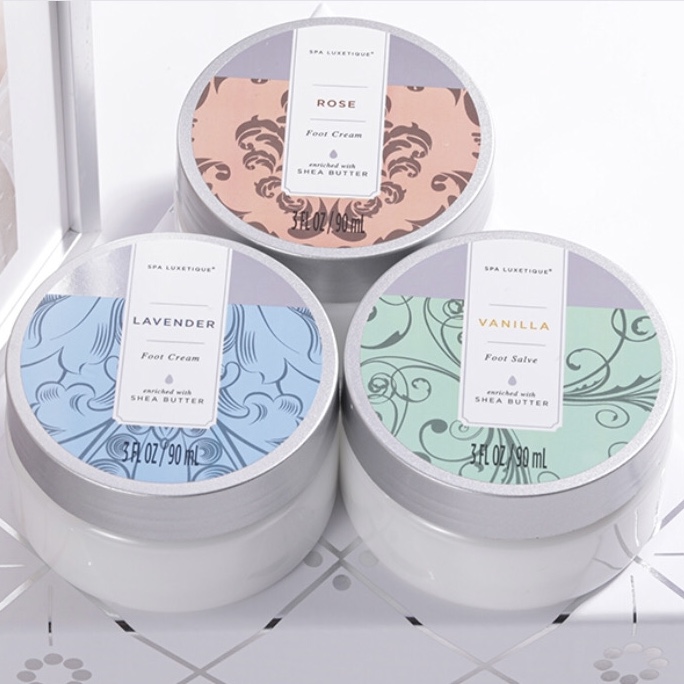 SPA LUXETIQUE®
ROSE
Foot Cream
enriched with
SHEA BUTTER
3 FL OZ / 90 mL
SPA LUXETIQUE®
LAVENDER
Foot Cream
enriched with
SHEA BUTTER
3 FL OZ / 90 mL
SPA LUXETIQUE®
VANILLA
Foot Salve
enriched with
SHEA BUTTER
3 FL OZ / 90 mL